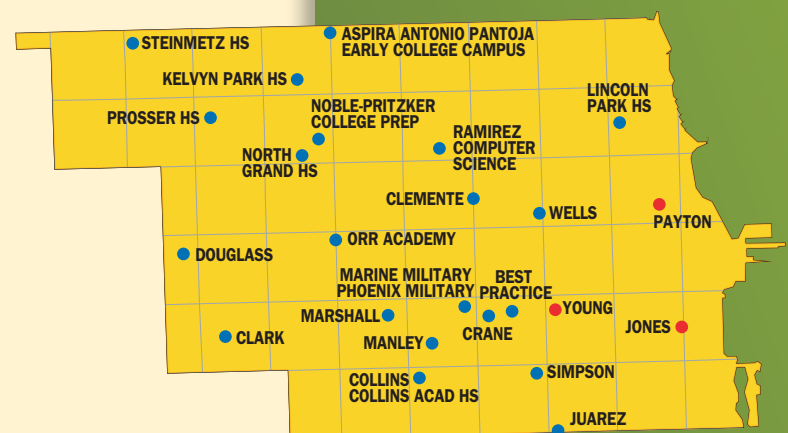 STEINMETZ HS
ASPIRA ANTONIO PANTOJA
EARLY COLLEGE CAMPUS
KELVYN PARK HS
LINCOLN
PARK HS
PROSSER HS
NOBLE-PRITZKER
COLLEGE PREP
RAMIREZ
COMPUTER
SCIENCE
NORTH
GRAND HS
CLEMENTE
WELLS
PAYTON
ORR ACADEMY
DOUGLASS
MARINE MILITARY
PHOENIX MILITARY
BEST
PRACTICE
YOUNG
MARSHALL
CRANE
JONES
CLARK
MANLEY
COLLINS
COLLINS ACAD HS
SIMPSON
JUAREZ